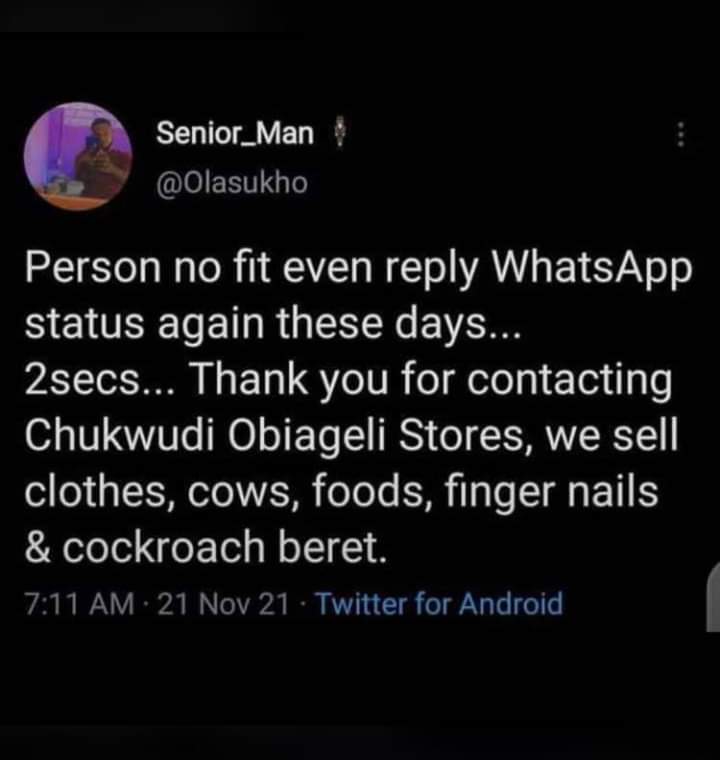 Senior_Man 🕴🏿
@Olasukho
Person no fit even reply WhatsApp
status again these days...
2secs... Thank you for contacting
Chukwudi Obiageli Stores, we sell
clothes, cows, foods, finger nails
& cockroach beret.
7:11 AM · 21 Nov 21 · Twitter for Android